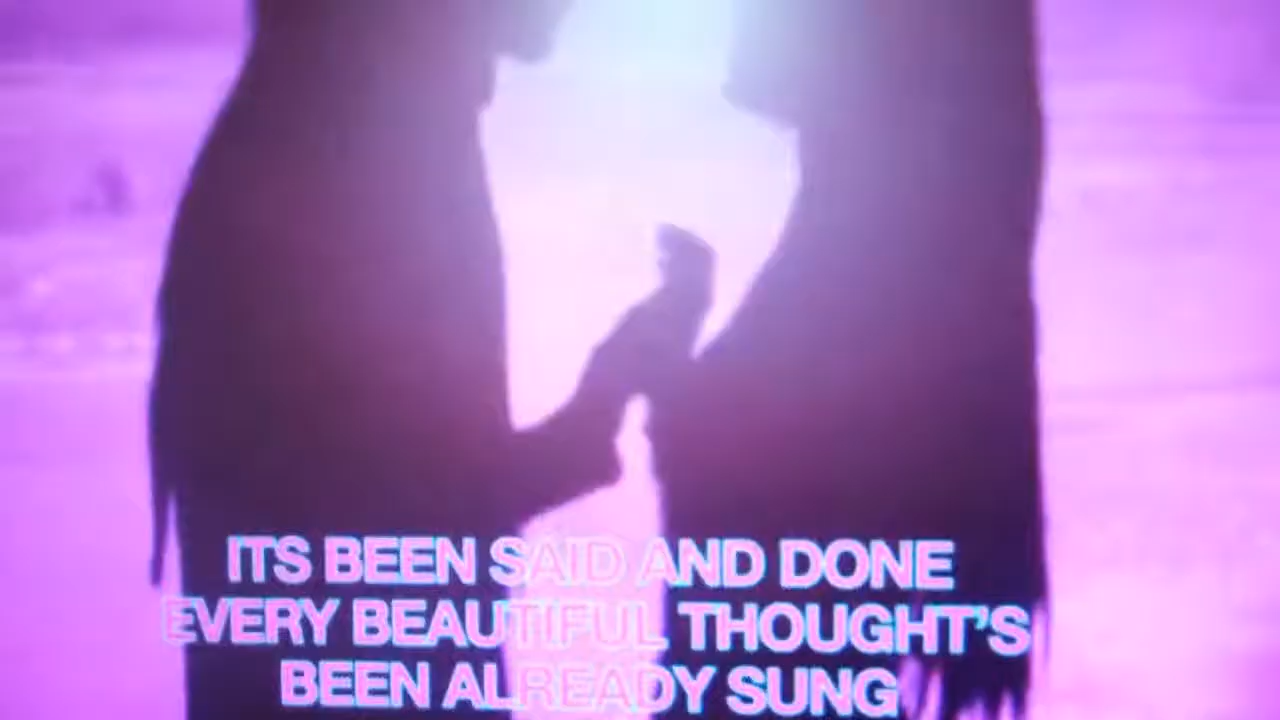 ITS BEEN SAID AND DONE
EVERY BEAUTIFUL THOUGHT'S
BEEN ALREADY SUNG